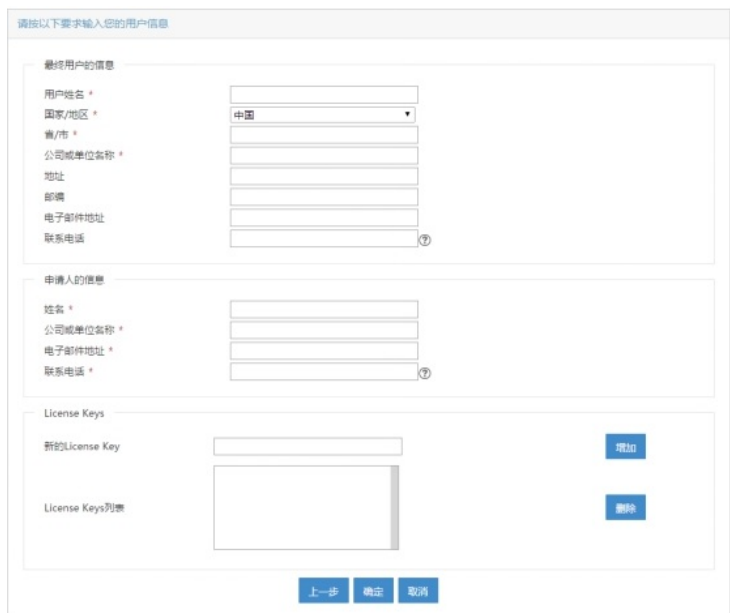 请按以下要求输入您的用户信息
最终用户的信息
用户姓名 *
国家/地区 * 中国
省/市 *
公司或单位名称 *
地址
邮编
电子邮件地址
联系电话 ?
申请人的信息
姓名 *
公司或单位名称 *
电子邮件地址 *
联系电话 * ?
License Keys
新的License Key 增加
License Keys列表 删除
上一步 确定 取消